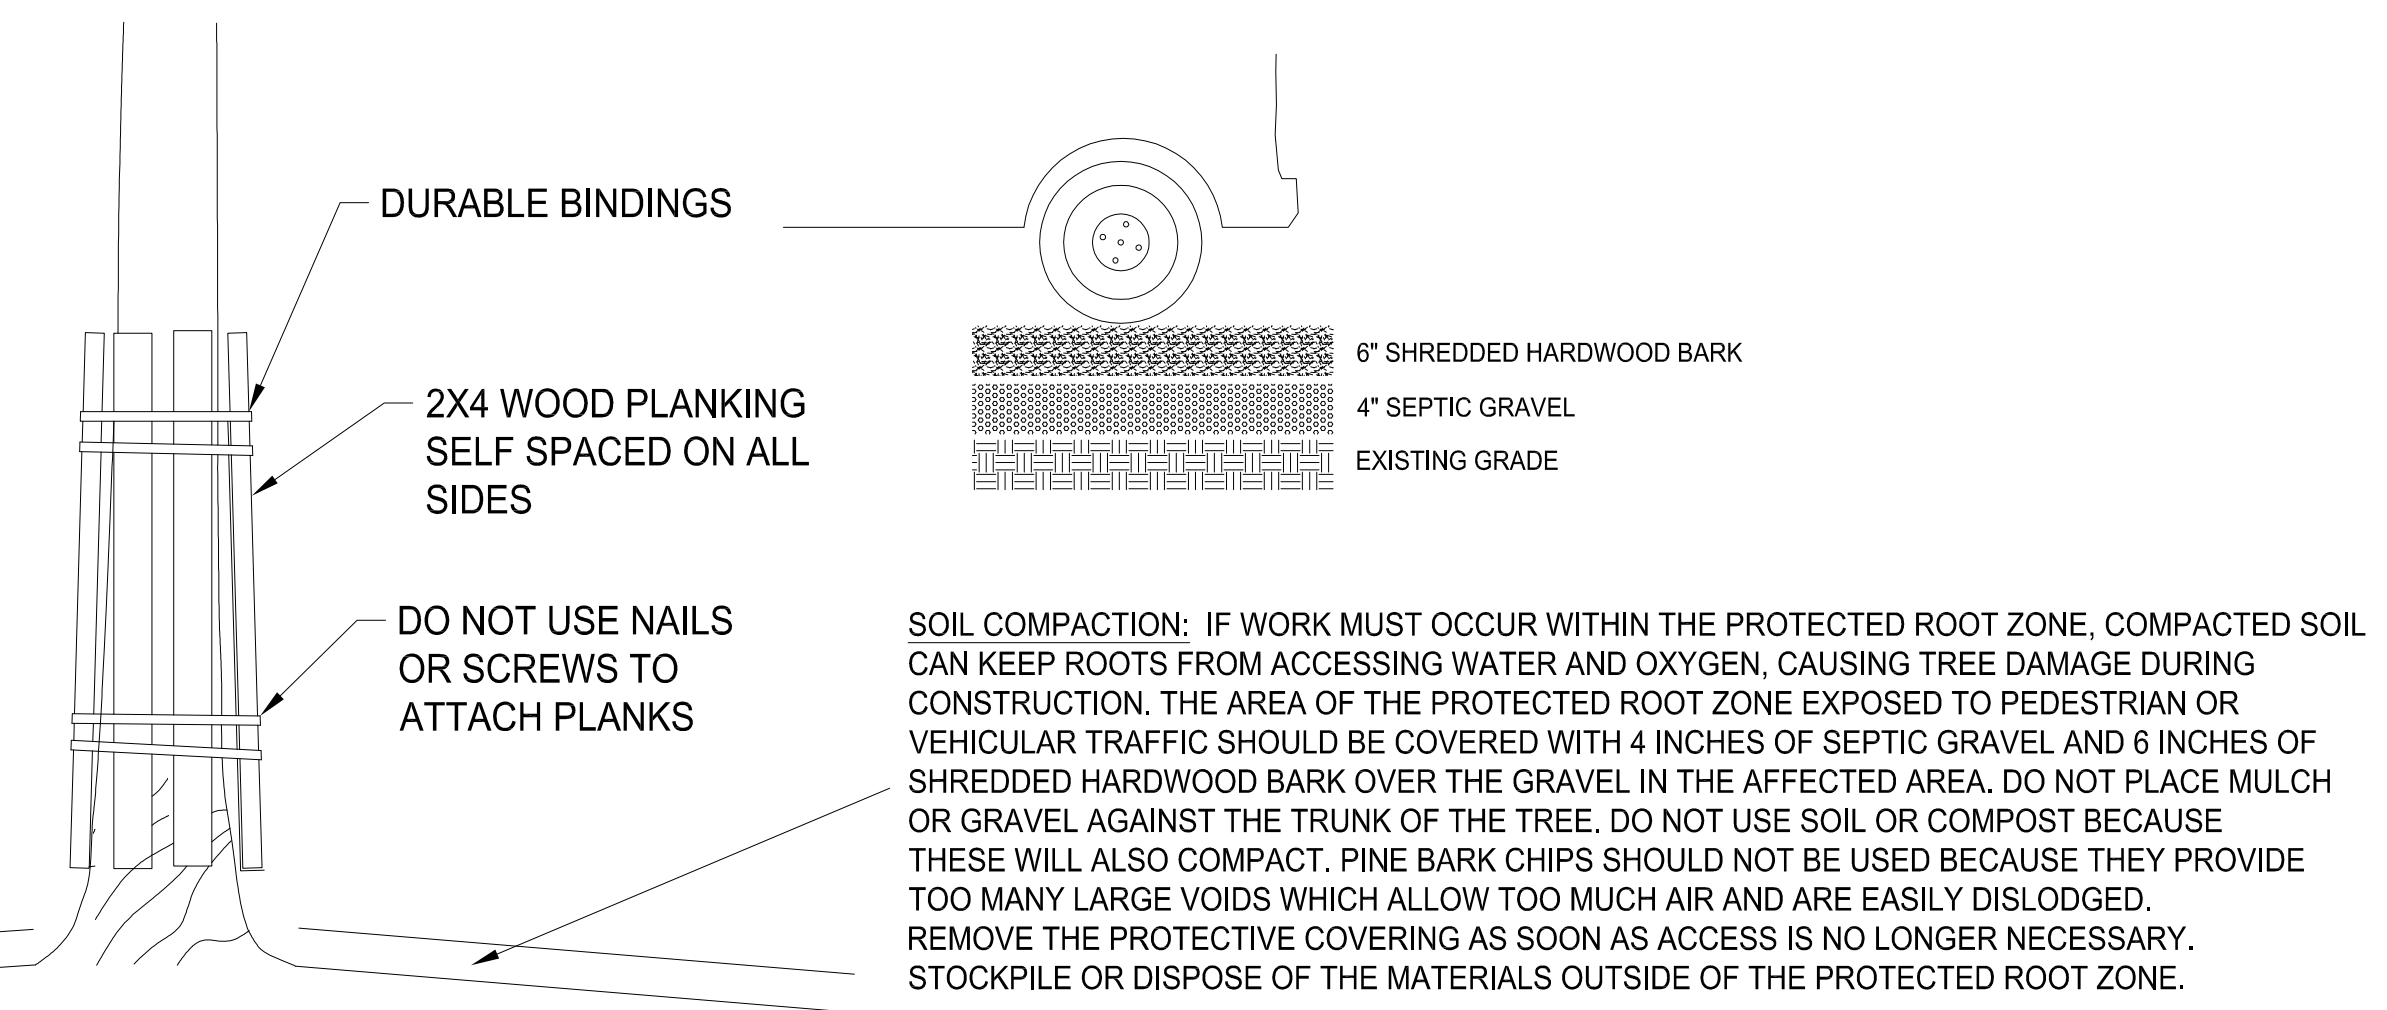 DURABLE BINDINGS
2X4 WOOD PLANKING
SELF SPACED ON ALL
SIDES
DO NOT USE NAILS
OR SCREWS TO
ATTACH PLANKS
6" SHREDDED HARDWOOD BARK
4" SEPTIC GRAVEL
EXISTING GRADE
SOIL COMPACTION: IF WORK MUST OCCUR WITHIN THE PROTECTED ROOT ZONE, COMPACTED SOIL
CAN KEEP ROOTS FROM ACCESSING WATER AND OXYGEN, CAUSING TREE DAMAGE DURING
CONSTRUCTION. THE AREA OF THE PROTECTED ROOT ZONE EXPOSED TO PEDESTRIAN OR
VEHICULAR TRAFFIC SHOULD BE COVERED WITH 4 INCHES OF SEPTIC GRAVEL AND 6 INCHES OF
SHREDDED HARDWOOD BARK OVER THE GRAVEL IN THE AFFECTED AREA. DO NOT PLACE MULCH
OR GRAVEL AGAINST THE TRUNK OF THE TREE. DO NOT USE SOIL OR COMPOST BECAUSE
THESE WILL ALSO COMPACT. PINE BARK CHIPS SHOULD NOT BE USED BECAUSE THEY PROVIDE
TOO MANY LARGE VOIDS WHICH ALLOW TOO MUCH AIR AND ARE EASILY DISLODGED.
REMOVE THE PROTECTIVE COVERING AS SOON AS ACCESS IS NO LONGER NECESSARY.
STOCKPILE OR DISPOSE OF THE MATERIALS OUTSIDE OF THE PROTECTED ROOT ZONE.